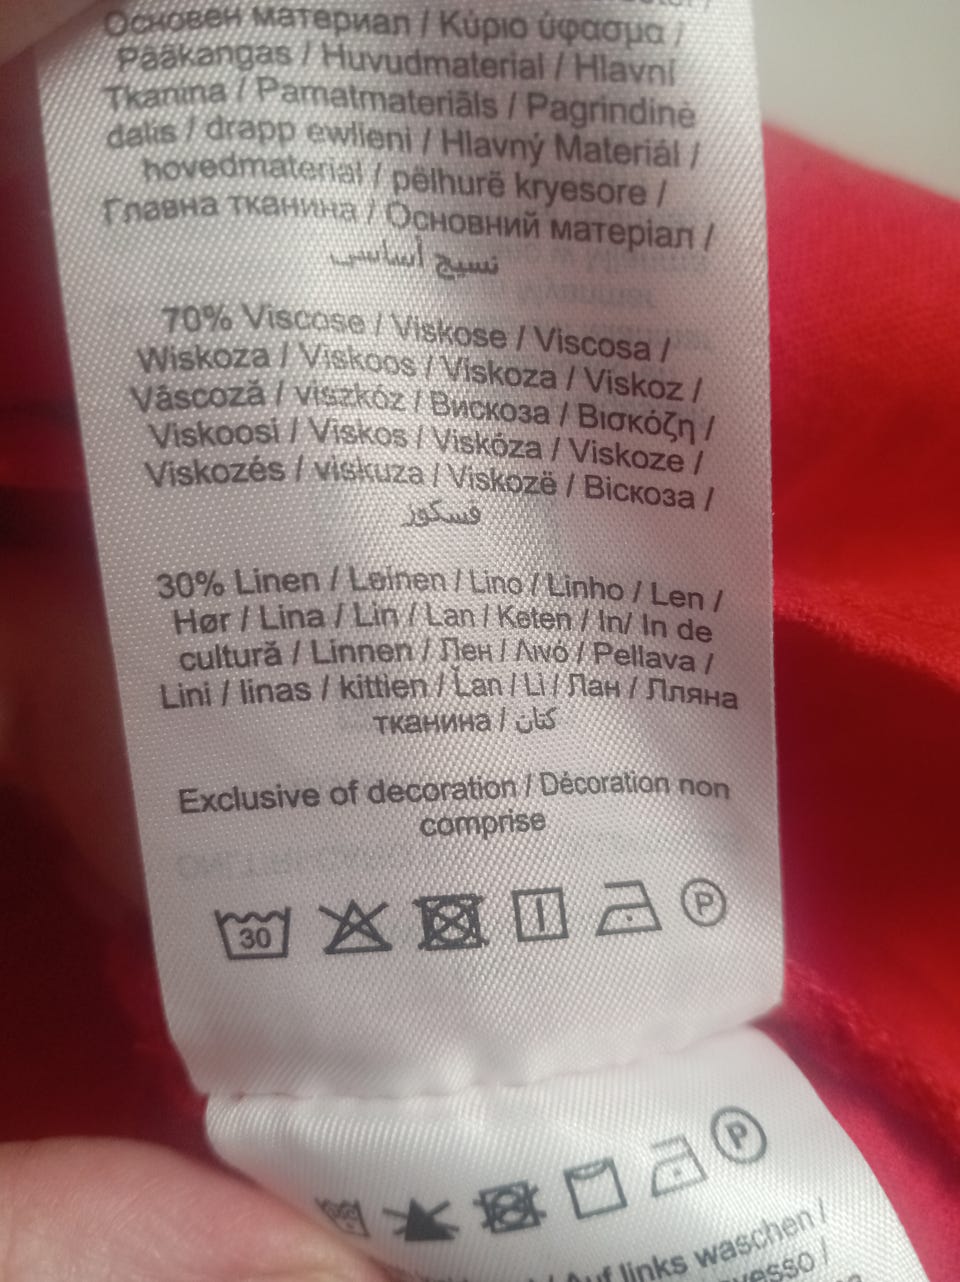 Основен материал / Κύριο ύφασμα /
Pääkangas / Huvudmaterial / Hlavní
Tkanina / Pamatmateriāls / Pagrindinė
dalis / drapp ewlieni / Hlavný Materiál /
hovedmaterial / pëlhurë kryesore /
Главна тканина / Основний матеріал /
نسيج أساسي
70% Viscose / Viskose / Viscosa /
Wiskoza / Viskoos / Viskoza / Viskoz /
Vâscoză / viszkóz / Вискоза / Βισκόζη /
Viskoosi / Viskos / Viskóza / Viskoze /
Viskozés / viskuza / Viskozë / Віскоза /
فسكوز
30% Linen / Leinen / Lino / Linho / Len /
Hør / Lina / Lin / Lan / Keten / In/ In de
cultură / Linnen / Лен / Λινό / Pellava /
Lini / linas / kittien / Ľan / Li / Лан / Лляна
тканина / كتان
Exclusive of decoration / Décoration non
comprise
30
P
P
Auf links waschen /